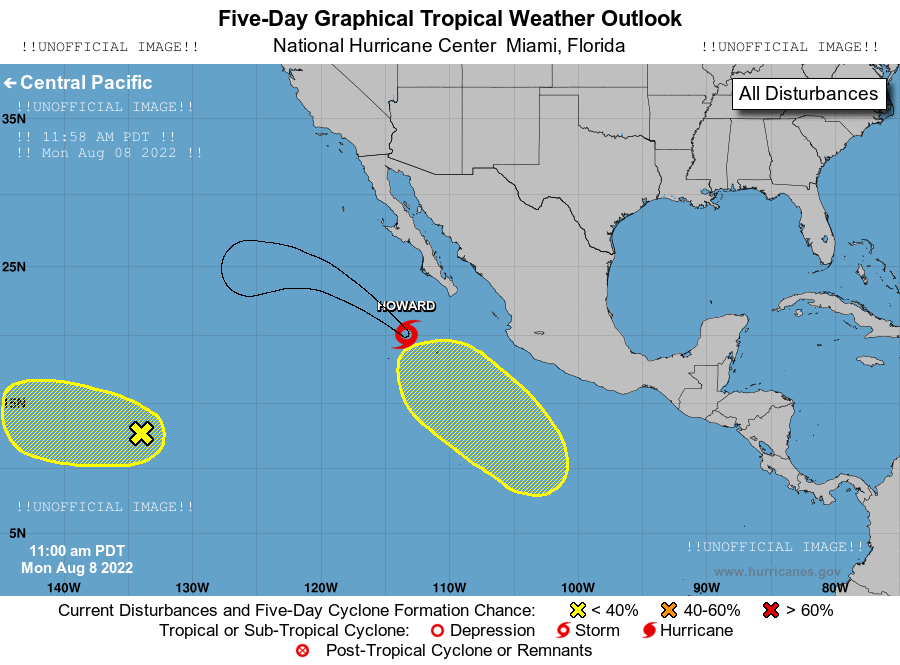 Five-Day Graphical Tropical Weather Outlook
!!UNOFFICIAL IMAGE!! National Hurricane Center Miami, Florida !!UNOFFICIAL IMAGE!!
←Central Pacific
All Disturbances
!!UNOFFICIAL IMAGE!!
35N
!! 11:58 AM PDT !!
!! Mon Aug 08 2022 !!
25N
HOWARD
15N
!!UNOFFICIAL IMAGE!!
5N
11:00 am PDT
Mon Aug 8 2022
!!UNOFFICIAL IMAGE!!
www.hurricanes.gov
140W 130W 120W 110W 100W 90W 80W
Current Disturbances and Five-Day Cyclone Formation Chance: < 40% 40-60% > 60%
Tropical or Sub-Tropical Cyclone: Depression Storm Hurricane
Post-Tropical Cyclone or Remnants